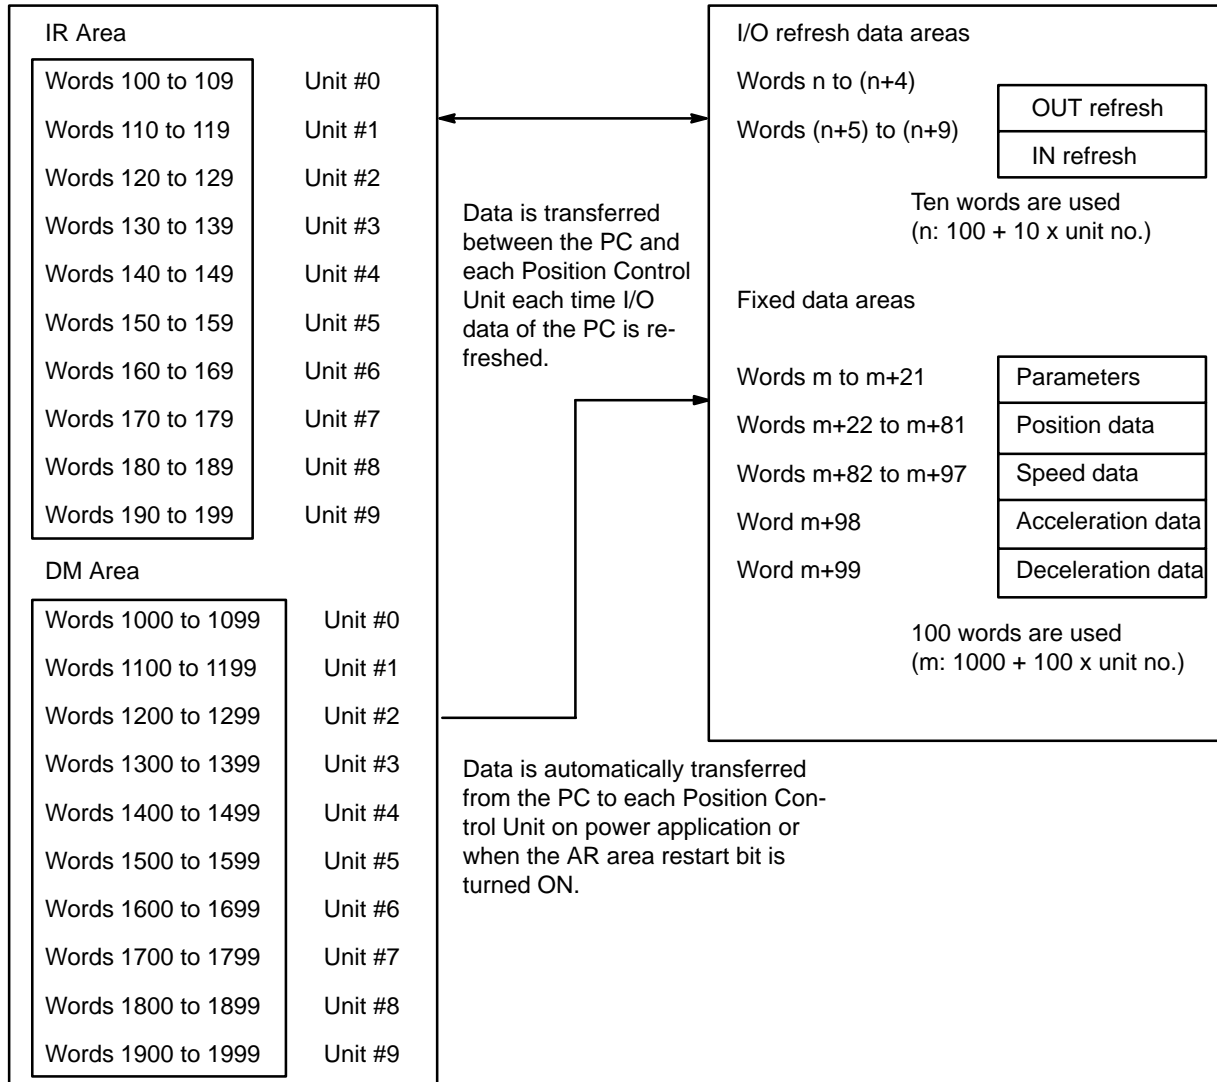 IR Area
Words 100 to 109 Unit #0
Words 110 to 119 Unit #1
Words 120 to 129 Unit #2
Words 130 to 139 Unit #3
Words 140 to 149 Unit #4
Words 150 to 159 Unit #5
Words 160 to 169 Unit #6
Words 170 to 179 Unit #7
Words 180 to 189 Unit #8
Words 190 to 199 Unit #9
DM Area
Words 1000 to 1099 Unit #0
Words 1100 to 1199 Unit #1
Words 1200 to 1299 Unit #2
Words 1300 to 1399 Unit #3
Words 1400 to 1499 Unit #4
Words 1500 to 1599 Unit #5
Words 1600 to 1699 Unit #6
Words 1700 to 1799 Unit #7
Words 1800 to 1899 Unit #8
Words 1900 to 1999 Unit #9
Data is transferred
between the PC and
each Position Control
Unit each time I/O
data of the PC is re-
freshed.
Data is automatically transferred
from the PC to each Position Con-
trol Unit on power application or
when the AR area restart bit is
turned ON.
I/O refresh data areas
Words n to (n+4) OUT refresh
Words (n+5) to (n+9) IN refresh
Ten words are used
(n: 100 + 10 x unit no.)
Fixed data areas
Words m to m+21 Parameters
Words m+22 to m+81 Position data
Words m+82 to m+97 Speed data
Word m+98 Acceleration data
Word m+99 Deceleration data
100 words are used
(m: 1000 + 100 x unit no.)